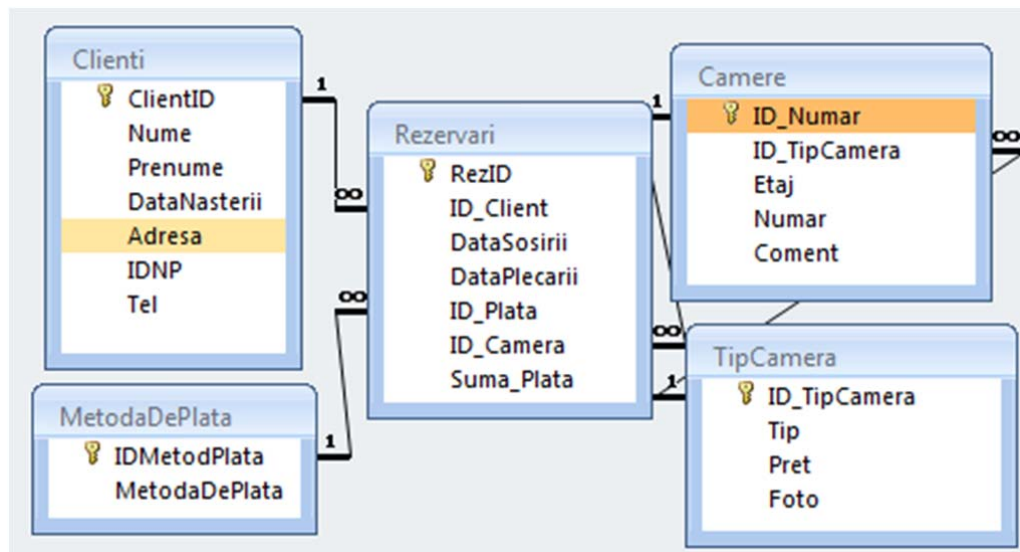 Clienti
ClientID
Nume
Prenume
DataNasterii
Adresa
IDNP
Tel
1
∞
Rezervari
RezID
ID_Client
DataSosirii
DataPlecarii
ID_Plata
ID_Camera
Suma_Plata
1
∞
Camere
ID_Numar
ID_TipCamera
Etaj
Numar
Coment
∞
MetodaDePlata
IDMetodPlata
MetodaDePlata
1
∞
1
TipCamera
ID_TipCamera
Tip
Pret
Foto